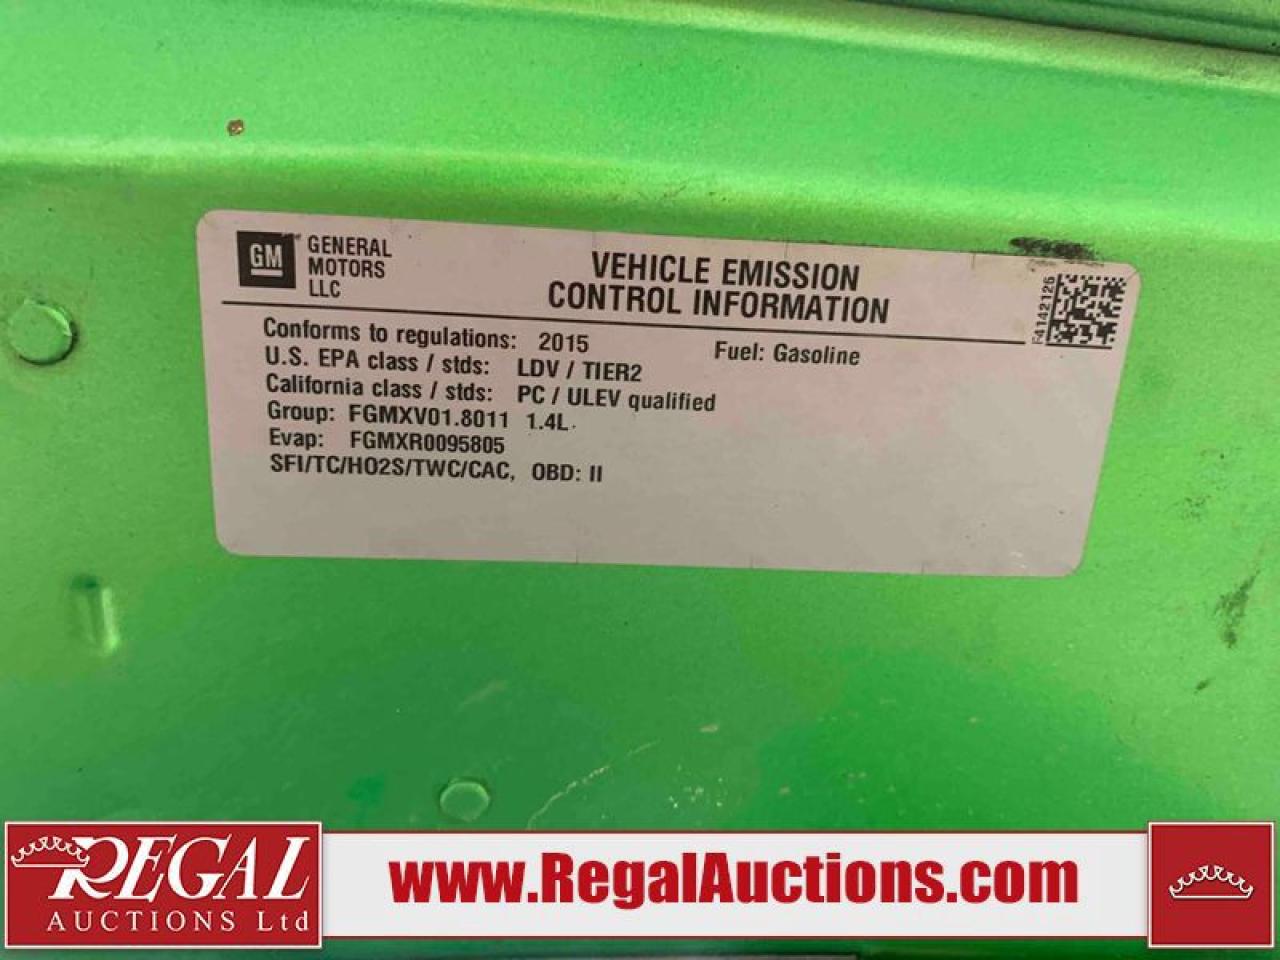 GM GENERAL MOTORS LLC
VEHICLE EMISSION
CONTROL INFORMATION
F4142126
Conforms to regulations: 2015 Fuel: Gasoline
U.S. EPA class / stds: LDV / TIER2
California class / stds: PC / ULEV qualified
Group: FGMXV01.8011 1.4L
Evap: FGMXR0095805
SFI/TC/HO2S/TWC/CAC, OBD: II
REGAL
AUCTIONS Ltd
www.RegalAuctions.com